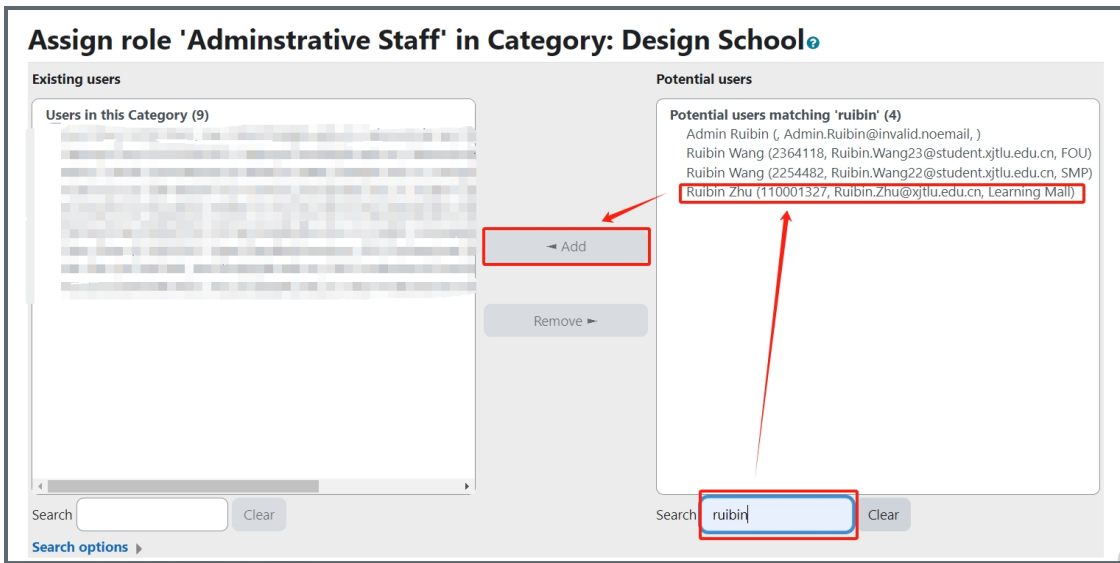 Assign role 'Adminstrative Staff' in Category: Design School
Existing users
Potential users
Users in this Category (9)
Potential users matching 'ruibin' (4)
Admin Ruibin (, Admin.Ruibin@invalid.noemail, )
Ruibin Wang (2364118, Ruibin.Wang23@student.xjtlu.edu.cn, FOU)
Ruibin Wang (2254482, Ruibin.Wang22@student.xjtlu.edu.cn, SMP)
Ruibin Zhu (110001327, Ruibin.Zhu@xjtlu.edu.cn, Learning Mall)
◄ Add
Remove ►
Search
Clear
Search
ruibin
Clear
Search options